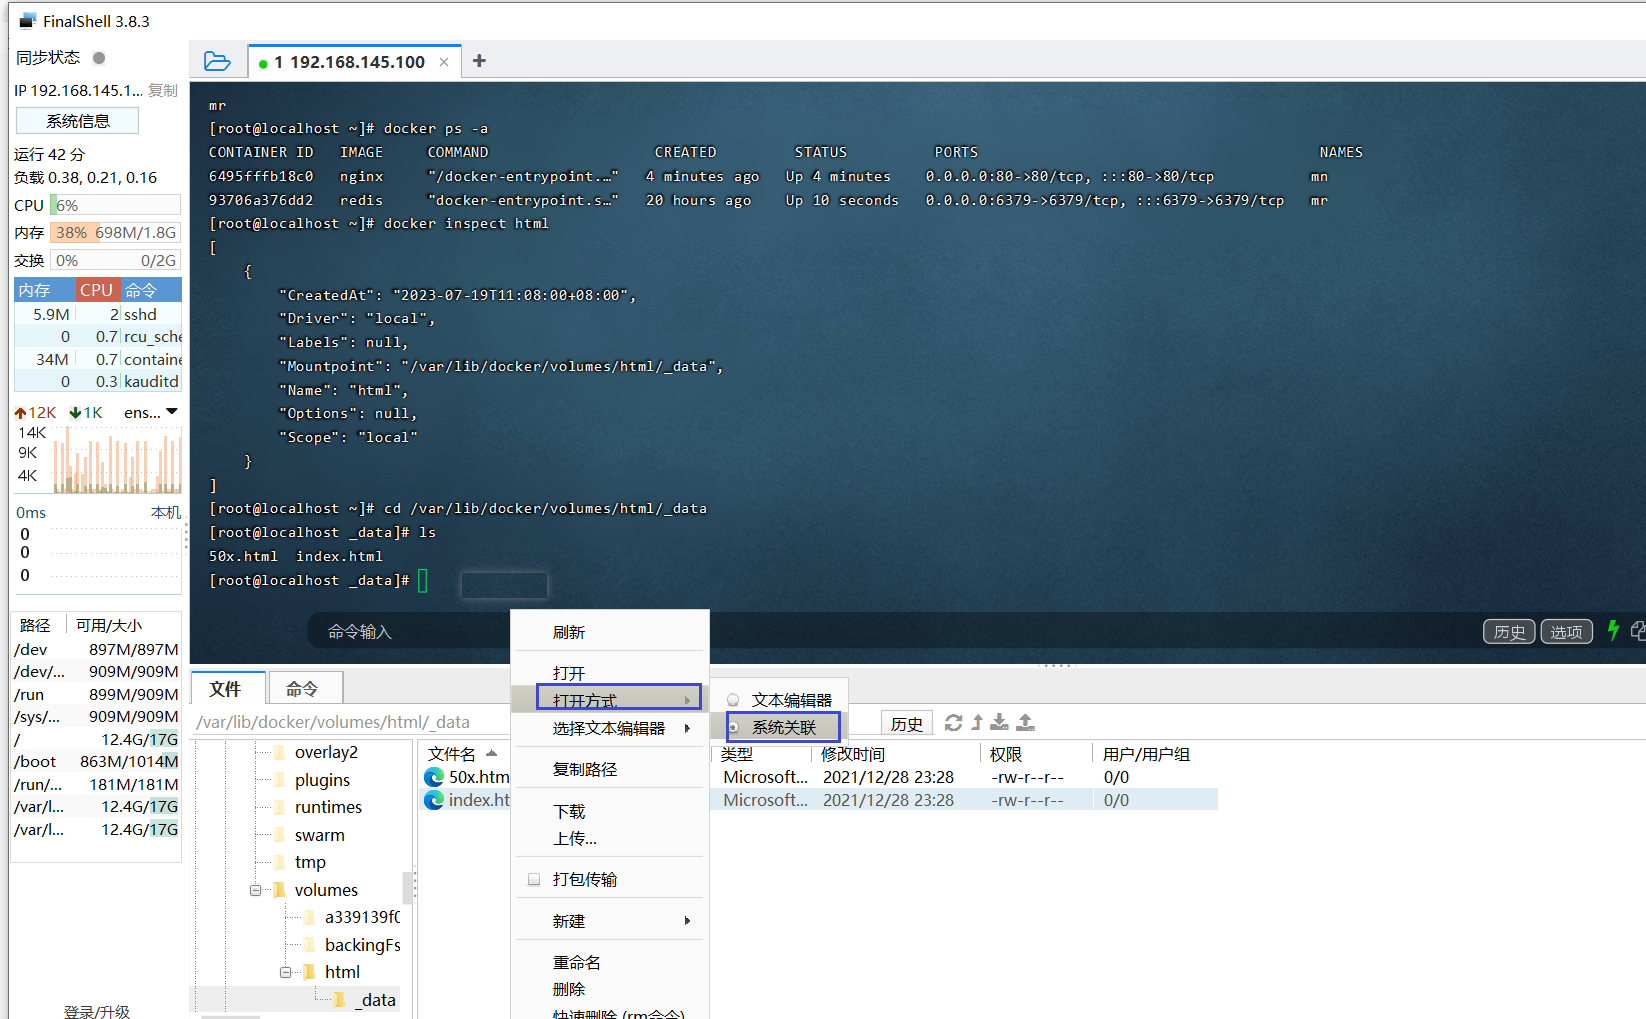 FinalShell 3.8.3
同步状态
IP 192.168.145.1... 复制
系统信息
运行 42 分
负载 0.38, 0.21, 0.16
CPU 6%
内存 38% 698M/1.8G
交换 0% 0/2G
内存 CPU 命令
5.9M 2 sshd
0 0.7 rcu_sche
34M 0.7 containe
0 0.3 kauditd
12K 1K ens...
14K
9K
4K
0ms 本机
0
0
0
路径 可用/大小
/dev 897M/897M
/dev/... 909M/909M
/run 899M/909M
/sys/... 909M/909M
/ 12.4G/17G
/boot 863M/1014M
/run/... 181M/181M
/var/l... 12.4G/17G
/var/l... 12.4G/17G
登录/升级
1 192.168.145.100 × +
mr
[root@localhost ~]# docker ps -a
CONTAINER ID IMAGE COMMAND CREATED STATUS PORTS NAMES
6495fffb18c0 nginx "/docker-entrypoint.…" 4 minutes ago Up 4 minutes 0.0.0.0:80->80/tcp, :::80->80/tcp mn
93706a376dd2 redis "docker-entrypoint.s…" 20 hours ago Up 10 seconds 0.0.0.0:6379->6379/tcp, :::6379->6379/tcp mr
[root@localhost ~]# docker inspect html
[
{
"CreatedAt": "2023-07-19T11:08:00+08:00",
"Driver": "local",
"Labels": null,
"Mountpoint": "/var/lib/docker/volumes/html/_data",
"Name": "html",
"Options": null,
"Scope": "local"
}
]
[root@localhost ~]# cd /var/lib/docker/volumes/html/_data
[root@localhost _data]# ls
50x.html index.html
[root@localhost _data]#
命令输入
历史 选项
文件 命令
/var/lib/docker/volumes/html/_data
历史
overlay2
plugins
runtimes
swarm
tmp
volumes
a339139f0
backingFs
html
_data
文件名 类型 修改时间 权限 用户/用户组
50x.htm Microsoft... 2021/12/28 23:28 -rw-r--r-- 0/0
index.ht Microsoft... 2021/12/28 23:28 -rw-r--r-- 0/0
刷新
打开
打开方式
选择文本编辑器
复制路径
下载
上传...
打包传输
新建
重命名
删除
快速删除 (rm命令)
文本编辑器
系统关联